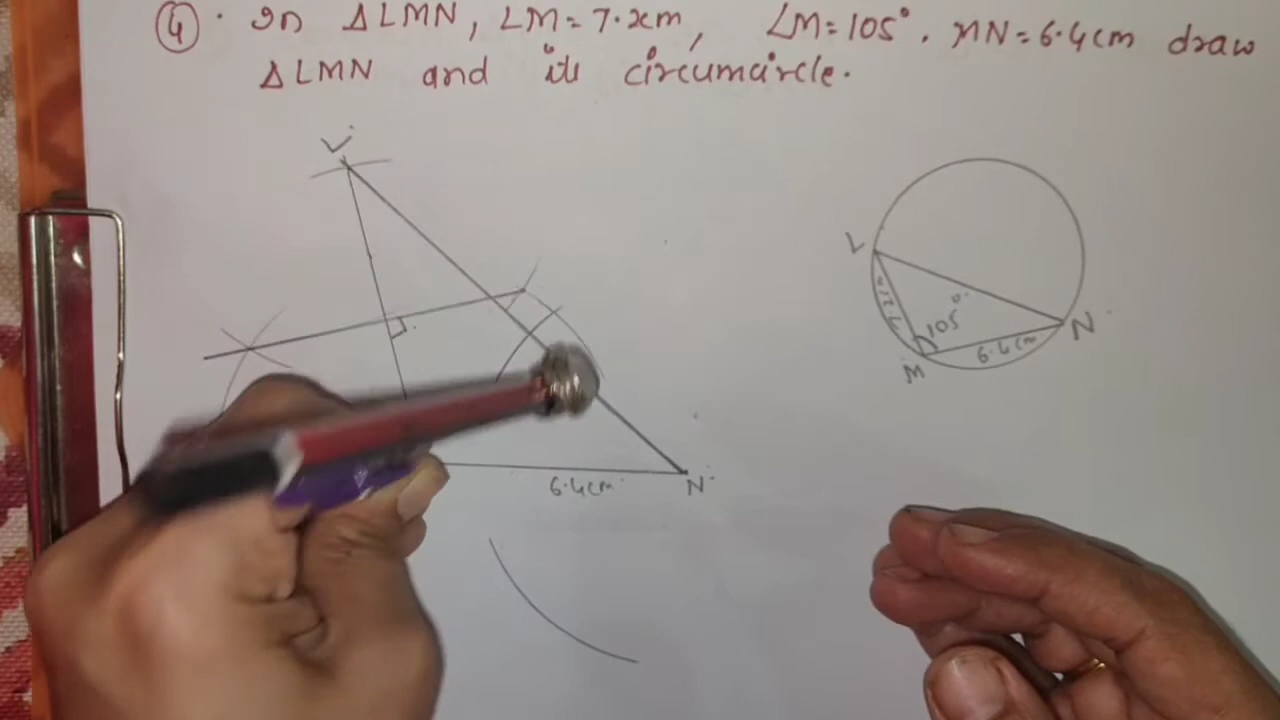 ④ · In ΔLMN, LM = 7.2cm, ∠M = 105°. MN = 6.4cm draw
ΔLMN and its circumcircle.
L
6.4cm
N
L
105°
6.4cm
N
M